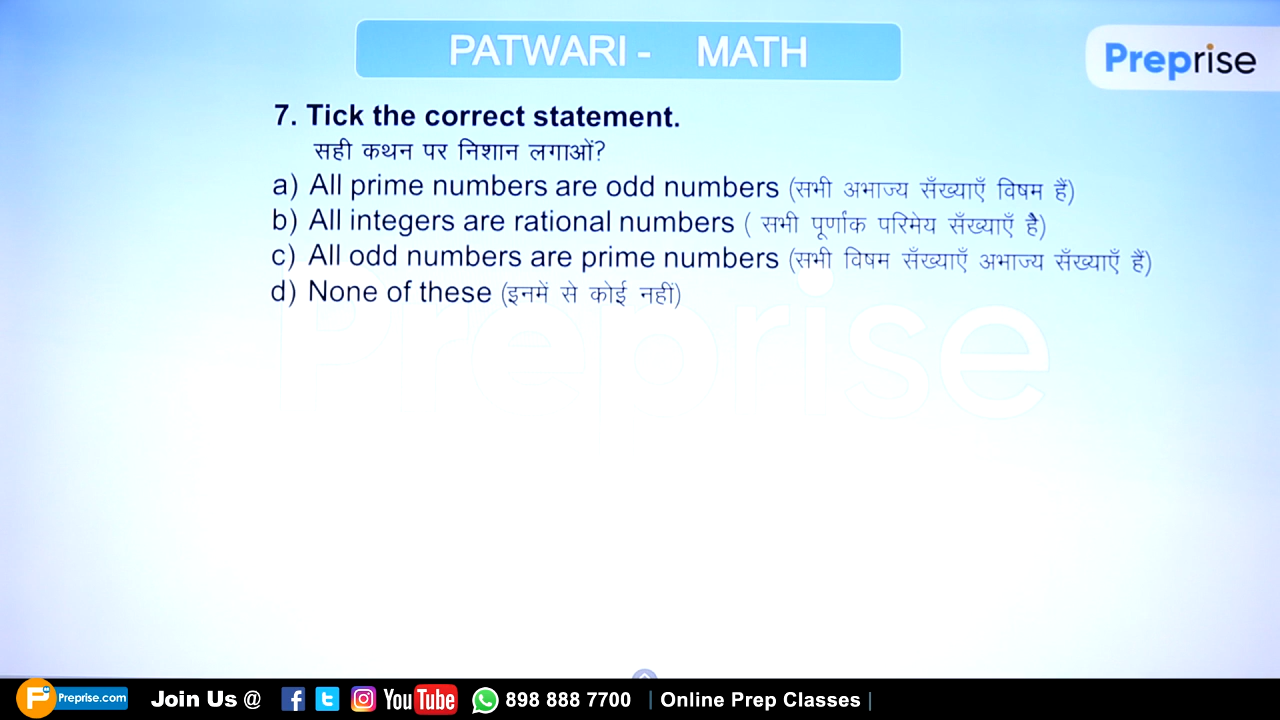 PATWARI - MATH
Preprise
7. Tick the correct statement.
सही कथन पर निशान लगाओं?
a) All prime numbers are odd numbers (सभी अभाज्य सँख्याएँ विषम हैं)
b) All integers are rational numbers ( सभी पूर्णांक परिमेय सँख्याएँ है)
c) All odd numbers are prime numbers (सभी विषम सँख्याएँ अभाज्य सँख्याएँ हैं)
d) None of these (इनमें से कोई नहीं)
Preprise
Preprise.com Join Us @ YouTube 898 888 7700 | Online Prep Classes |